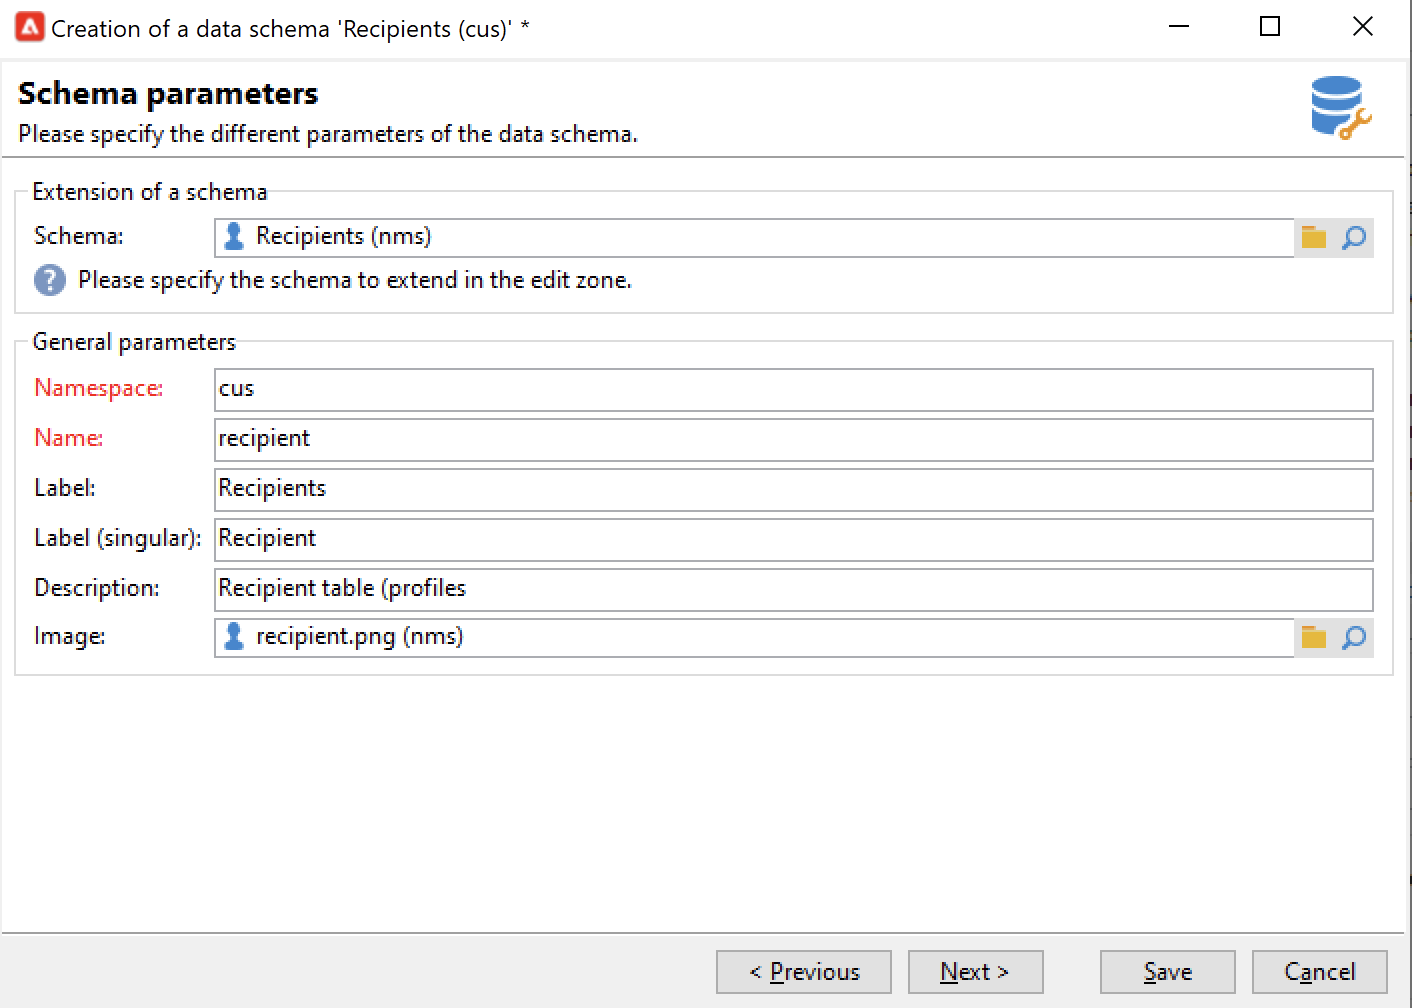 Creation of a data schema 'Recipients (cus)' *
Schema parameters
Please specify the different parameters of the data schema.
Extension of a schema
Schema: Recipients (nms)
? Please specify the schema to extend in the edit zone.
General parameters
Namespace: cus
Name: recipient
Label: Recipients
Label (singular): Recipient
Description: Recipient table (profiles
Image: recipient.png (nms)
< Previous Next > Save Cancel